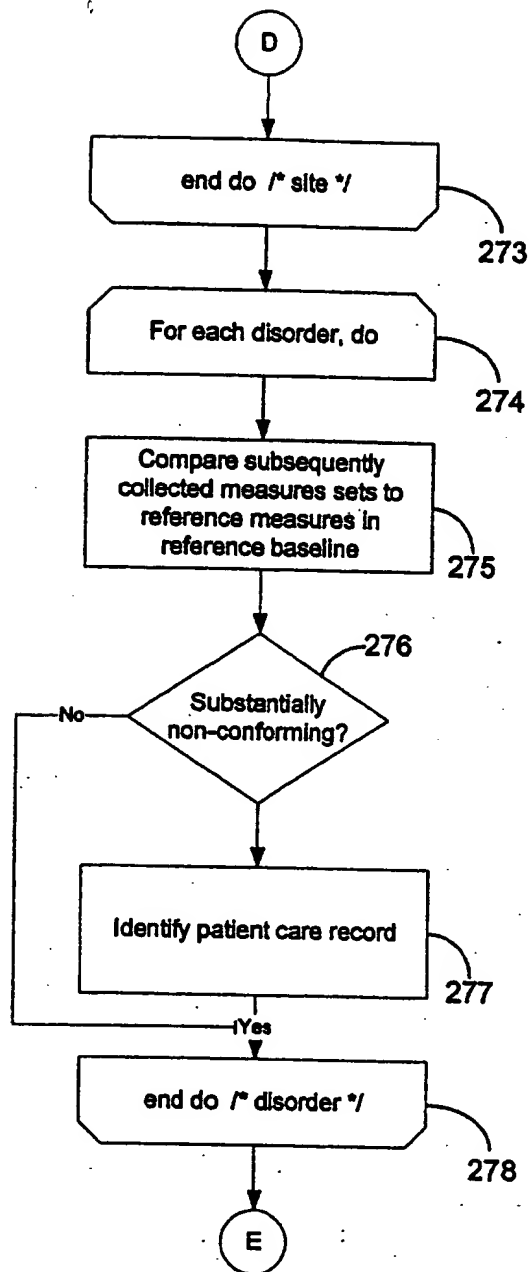 D
end do /* site */
273
For each disorder, do
274
Compare subsequently
collected measures sets to
reference measures in
reference baseline
275
276
Substantially
non-conforming?
No
Identify patient care record
277
Yes
end do /* disorder */
278
E